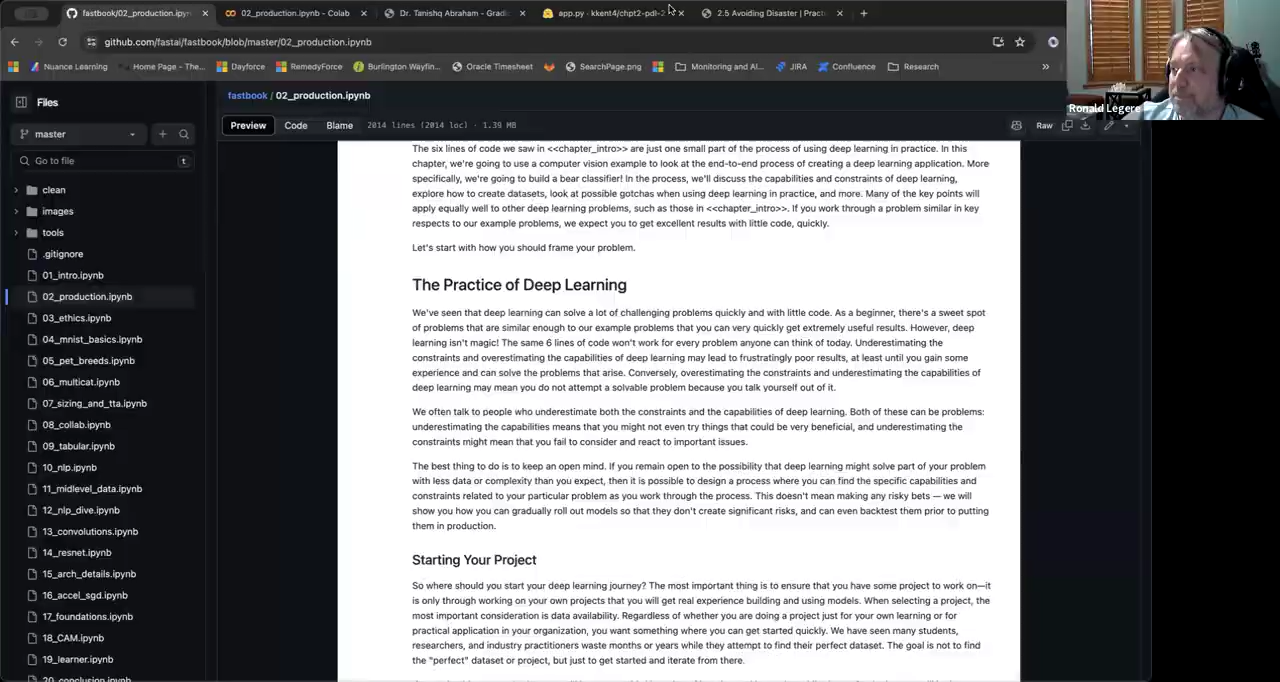 fastbook/02_production.ipyn
02_production.ipynb - Colab
Dr. Tanishq Abraham - Gradi
app.py · kkent4/chpt2-pdl-2
2.5 Avoiding Disaster | Pract
github.com/fastai/fastbook/blob/master/02_production.ipynb
Nuance Learning
Home Page - The...
Dayforce
RemedyForce
Burlington Wayfin...
Oracle Timesheet
SearchPage.png
Monitoring and AI...
JIRA
Confluence
Research
Ronald Legere
Files
fastbook / 02_production.ipynb
master
Preview
Code
Blame
2014 lines (2014 loc) · 1.39 MB
Raw
Go to file
t
clean
images
tools
.gitignore
01_intro.ipynb
02_production.ipynb
03_ethics.ipynb
04_mnist_basics.ipynb
05_pet_breeds.ipynb
06_multicat.ipynb
07_sizing_and_tta.ipynb
08_collab.ipynb
09_tabular.ipynb
10_nlp.ipynb
11_midlevel_data.ipynb
12_nlp_dive.ipynb
13_convolutions.ipynb
14_resnet.ipynb
15_arch_details.ipynb
16_accel_sgd.ipynb
17_foundations.ipynb
18_CAM.ipynb
19_learner.ipynb
20_conclusion.ipynb
The six lines of code we saw in <<chapter_intro>> are just one small part of the process of using deep learning in practice. In this
chapter, we're going to use a computer vision example to look at the end-to-end process of creating a deep learning application. More
specifically, we're going to build a bear classifier! In the process, we'll discuss the capabilities and constraints of deep learning,
explore how to create datasets, look at possible gotchas when using deep learning in practice, and more. Many of the key points will
apply equally well to other deep learning problems, such as those in <<chapter_intro>>. If you work through a problem similar in key
respects to our example problems, we expect you to get excellent results with little code, quickly.
Let's start with how you should frame your problem.
The Practice of Deep Learning
We've seen that deep learning can solve a lot of challenging problems quickly and with little code. As a beginner, there's a sweet spot
of problems that are similar enough to our example problems that you can very quickly get extremely useful results. However, deep
learning isn't magic! The same 6 lines of code won't work for every problem anyone can think of today. Underestimating the
constraints and overestimating the capabilities of deep learning may lead to frustratingly poor results, at least until you gain some
experience and can solve the problems that arise. Conversely, overestimating the constraints and underestimating the capabilities of
deep learning may mean you do not attempt a solvable problem because you talk yourself out of it.
We often talk to people who underestimate both the constraints and the capabilities of deep learning. Both of these can be problems:
underestimating the capabilities means that you might not even try things that could be very beneficial, and underestimating the
constraints might mean that you fail to consider and react to important issues.
The best thing to do is to keep an open mind. If you remain open to the possibility that deep learning might solve part of your problem
with less data or complexity than you expect, then it is possible to design a process where you can find the specific capabilities and
constraints related to your particular problem as you work through the process. This doesn't mean making any risky bets — we will
show you how you can gradually roll out models so that they don't create significant risks, and can even backtest them prior to putting
them in production.
Starting Your Project
So where should you start your deep learning journey? The most important thing is to ensure that you have some project to work on—it
is only through working on your own projects that you will get real experience building and using models. When selecting a project, the
most important consideration is data availability. Regardless of whether you are doing a project just for your own learning or for
practical application in your organization, you want something where you can get started quickly. We have seen many students,
researchers, and industry practitioners waste months or years while they attempt to find their perfect dataset. The goal is not to find
the "perfect" dataset or project, but just to get started and iterate from there.